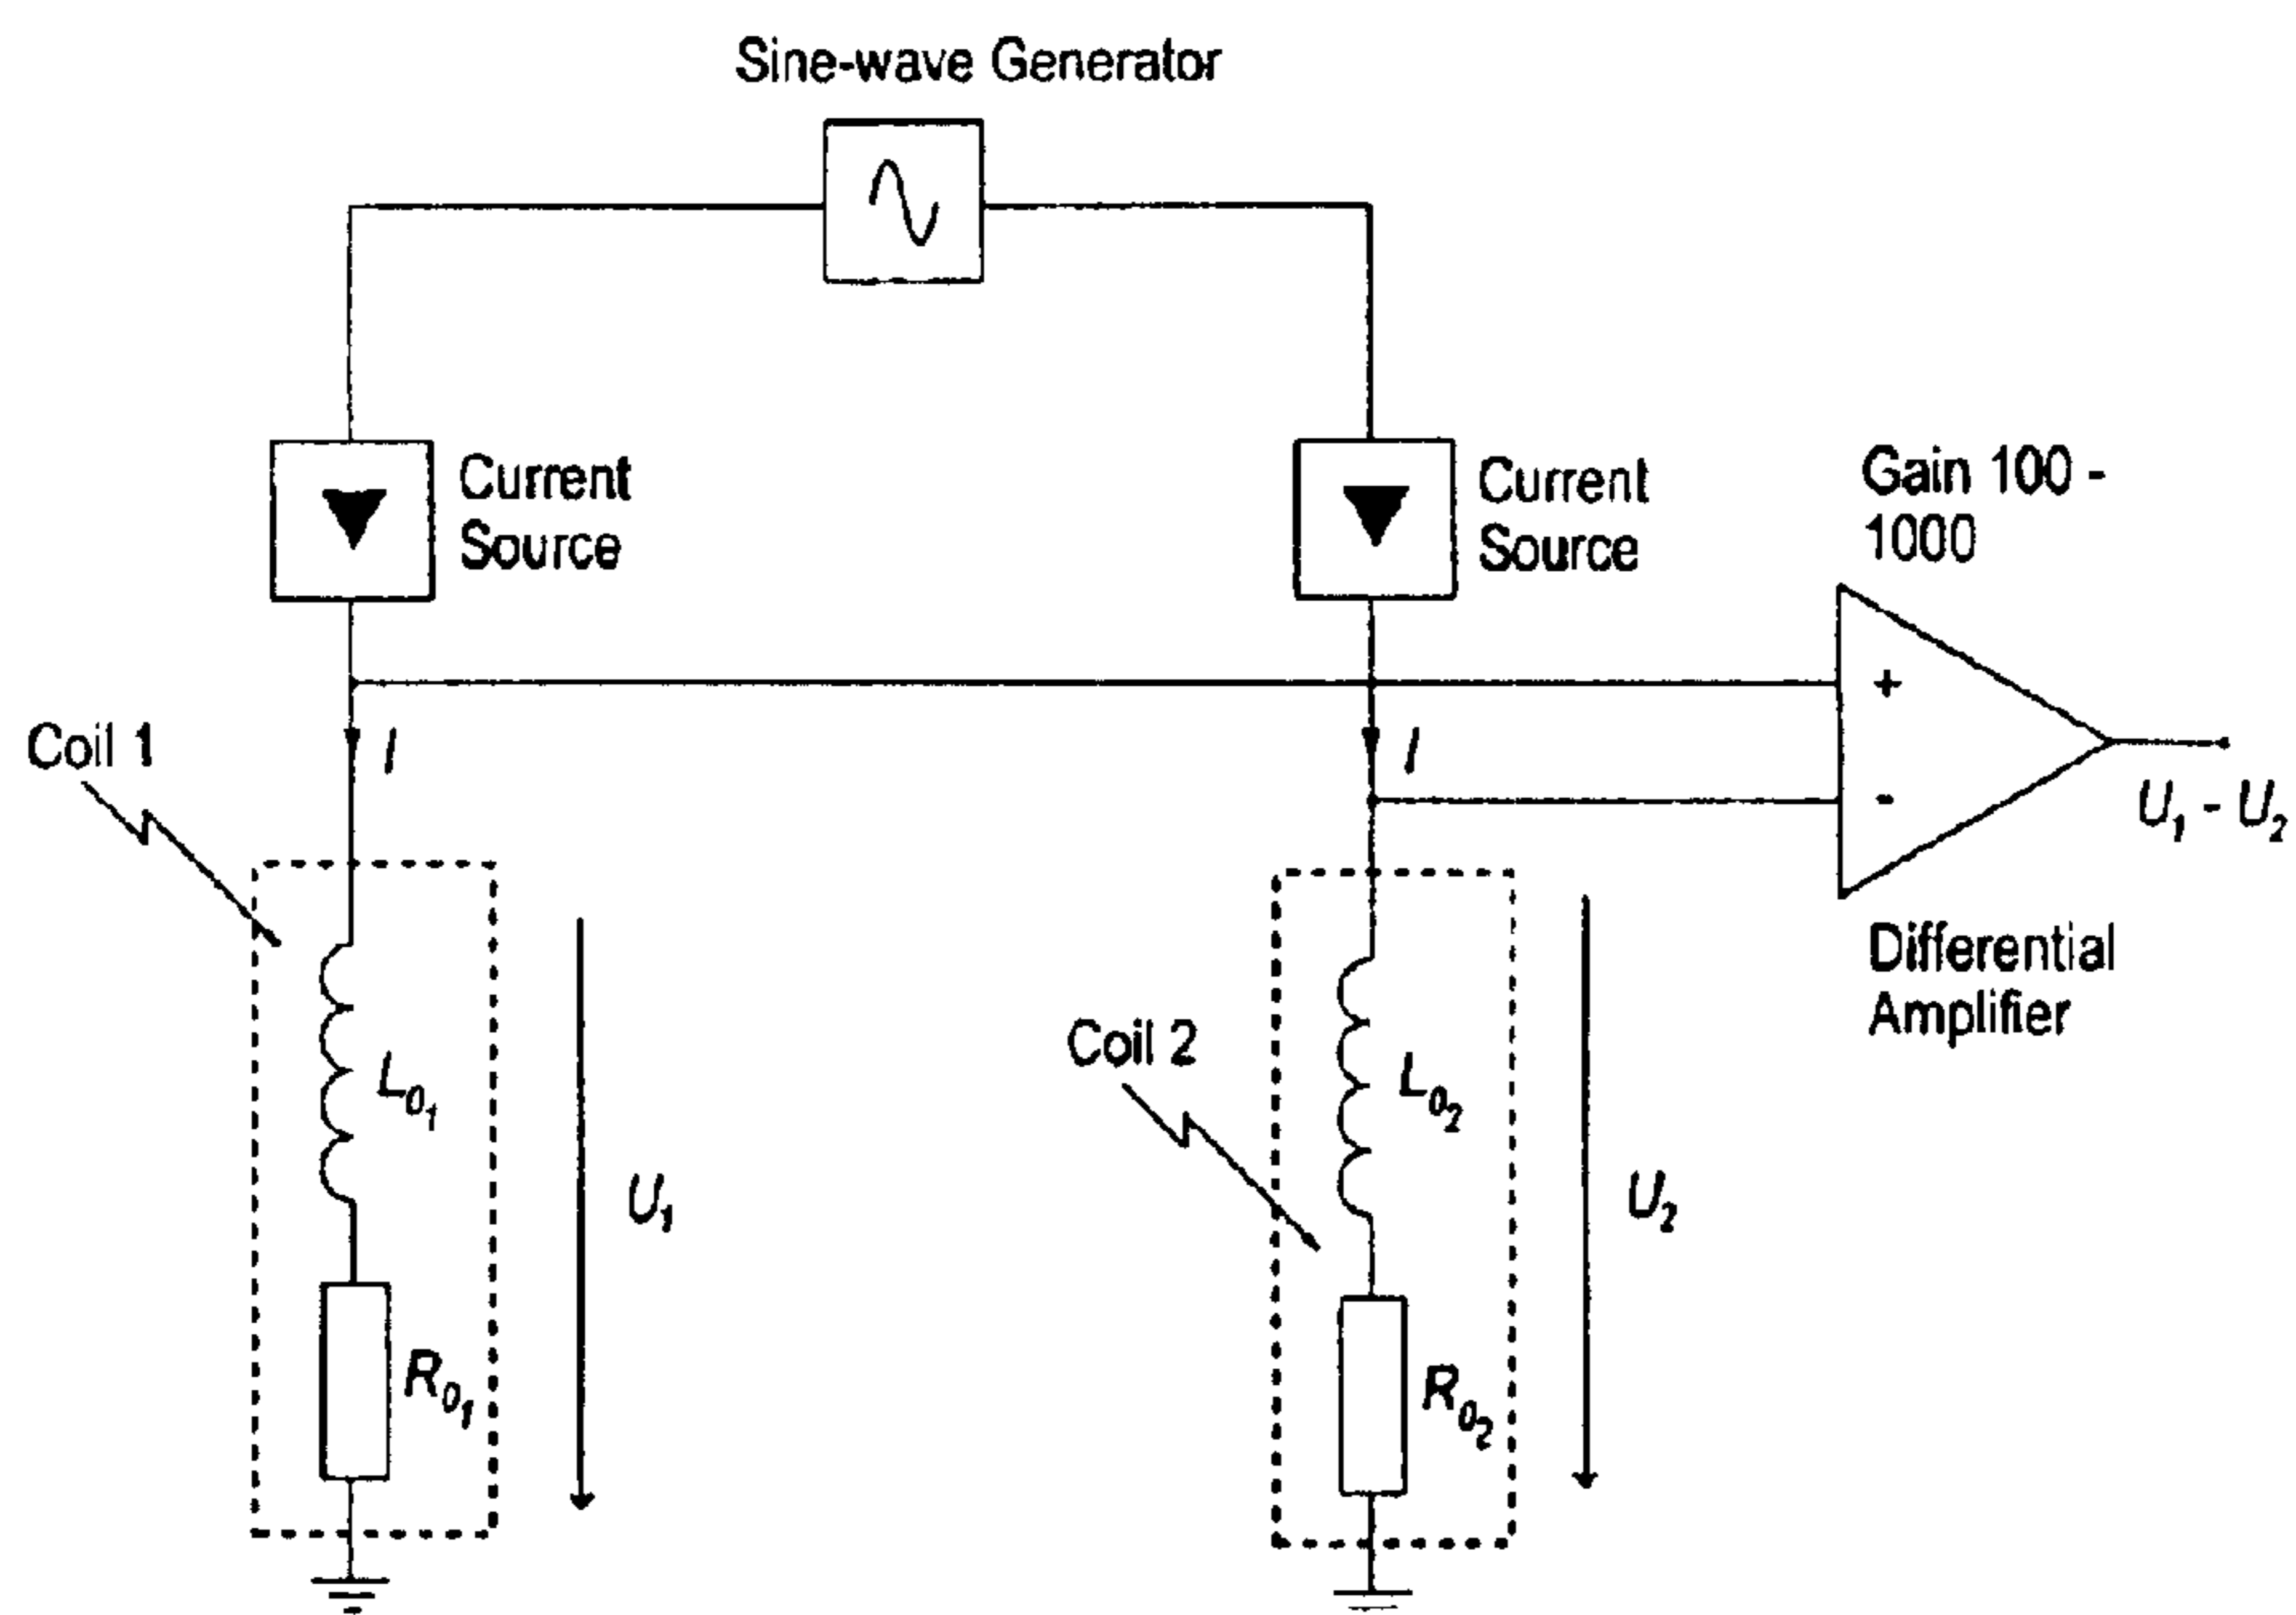 Sine-wave Generator
Current
Source
Current
Source
Gain 100 -
1000
+
-
Coil 1
I
I
U₁ - U₂
Differential
Amplifier
L₀₁
Coil 2
L₀₂
U₁
U₂
R₀₁
R₀₂